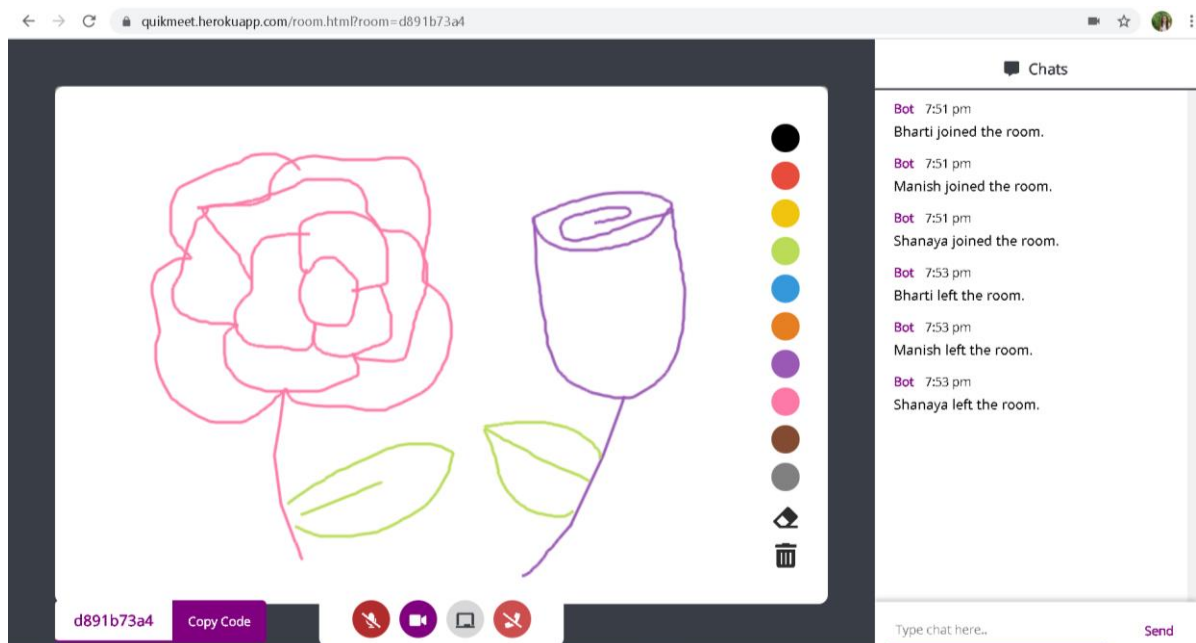 quikmeet.herokuapp.com/room.html?room=d891b73a4
Chats
Bot 7:51 pm
Bharti joined the room.
Bot 7:51 pm
Manish joined the room.
Bot 7:51 pm
Shanaya joined the room.
Bot 7:53 pm
Bharti left the room.
Bot 7:53 pm
Manish left the room.
Bot 7:53 pm
Shanaya left the room.
d891b73a4 Copy Code
Type chat here.. Send